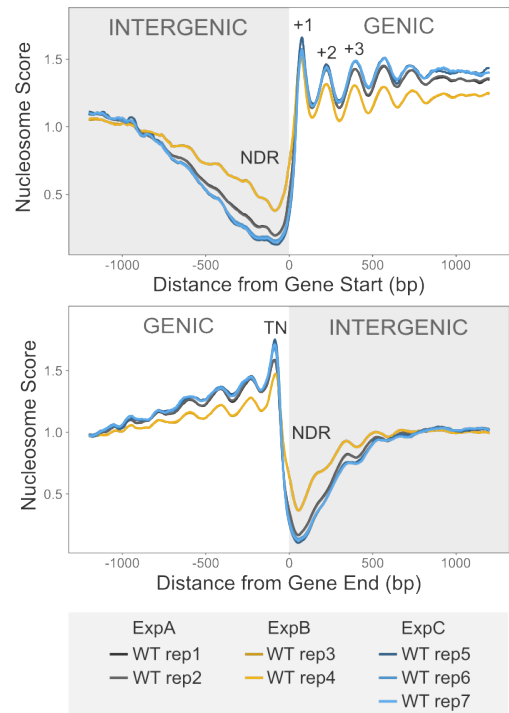 INTERGENIC GENIC
+1
+2 +3
NDR
Nucleosome Score
1.5
1.0
0.5
-1000 -500 0 500 1000
Distance from Gene Start (bp)
GENIC TN INTERGENIC
NDR
Nucleosome Score
1.5
1.0
0.5
-1000 -500 0 500 1000
Distance from Gene End (bp)
ExpA ExpB ExpC
WT rep1 WT rep3 WT rep5
WT rep2 WT rep4 WT rep6
WT rep7